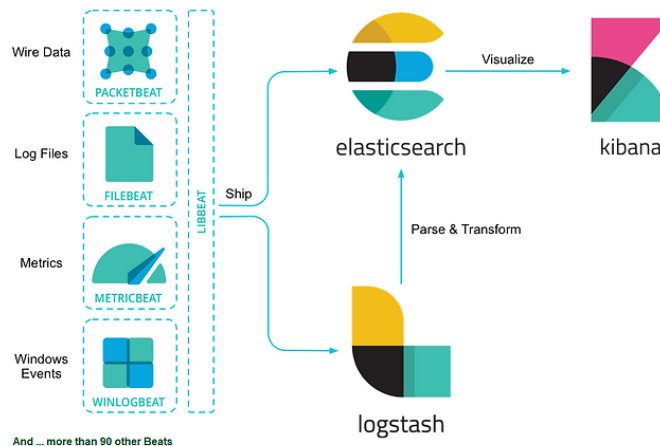 Wire Data
PACKETBEAT
Log Files
FILEBEAT
Metrics
METRICBEAT
Windows
Events
WINLOGBEAT
And ... more than 90 other Beats
LIBBEAT
Ship
elasticsearch
Visualize
kibana
Parse & Transform
logstash